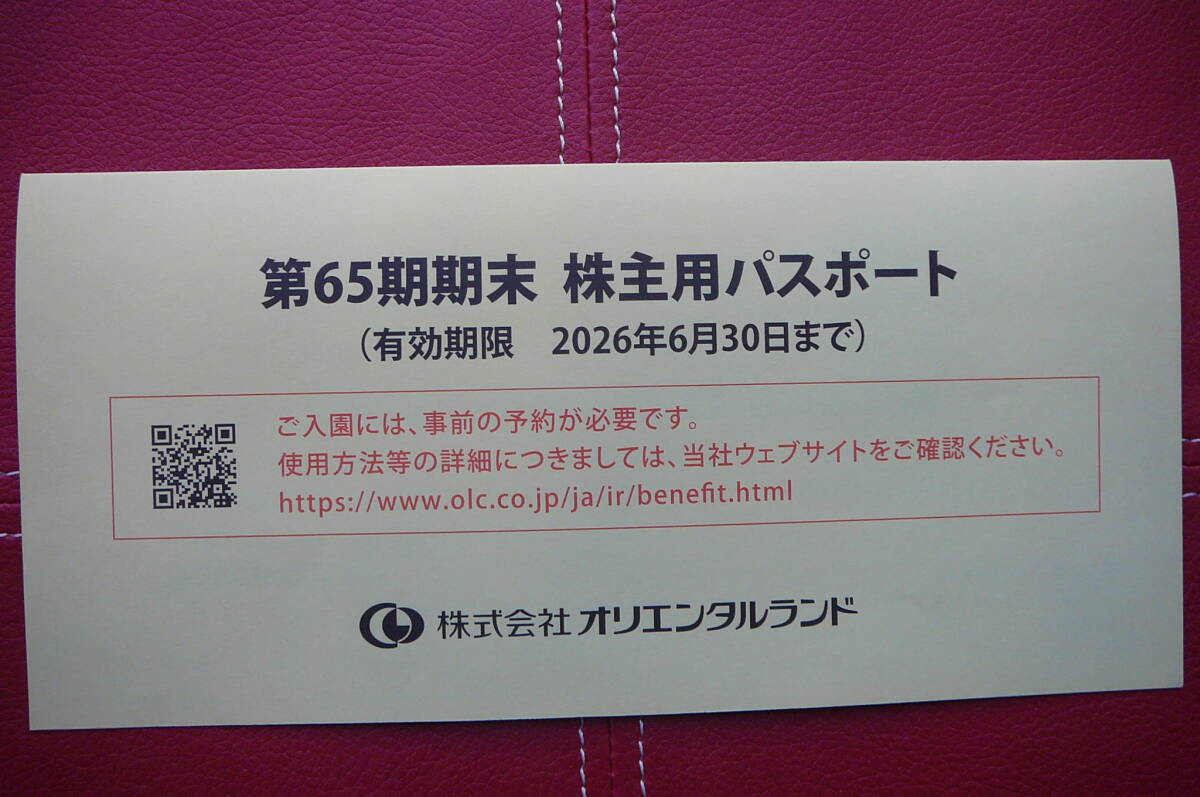 第65期期末 株主用パスポート
(有効期限　2026年6月30日まで)
ご入園には、事前の予約が必要です。
使用方法等の詳細につきましては、当社ウェブサイトをご確認ください。
https://www.olc.co.jp/ja/ir/benefit.html
株式会社オリエンタルランド